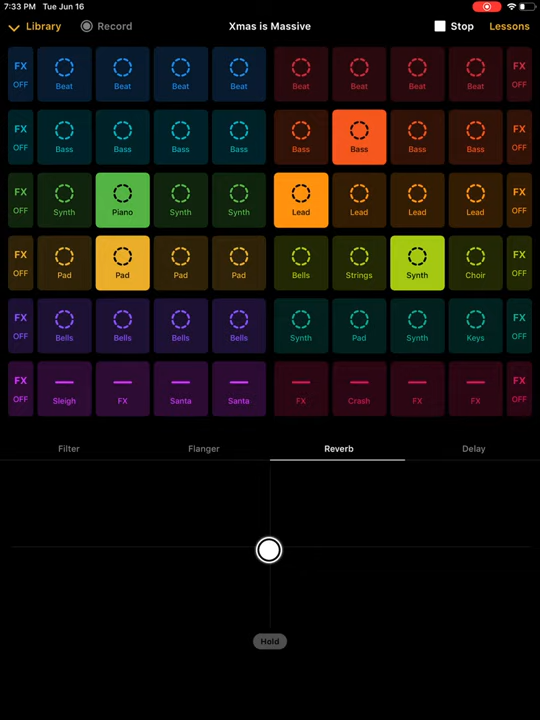 7:33 PM Tue Jun 16
Library Record Xmas is Massive Stop Lessons
FX FX
OFF Beat Beat Beat Beat Beat Beat Beat Beat OFF
FX FX
OFF Bass Bass Bass Bass Bass Bass Bass Bass OFF
FX FX
OFF Synth Piano Synth Synth Lead Lead Lead Lead OFF
FX FX
OFF Pad Pad Pad Pad Bells Strings Synth Choir OFF
FX FX
OFF Bells Bells Bells Bells Synth Pad Synth Keys OFF
FX FX
OFF Sleigh FX Santa Santa FX Crash FX FX OFF
Filter Flanger Reverb Delay
Hold